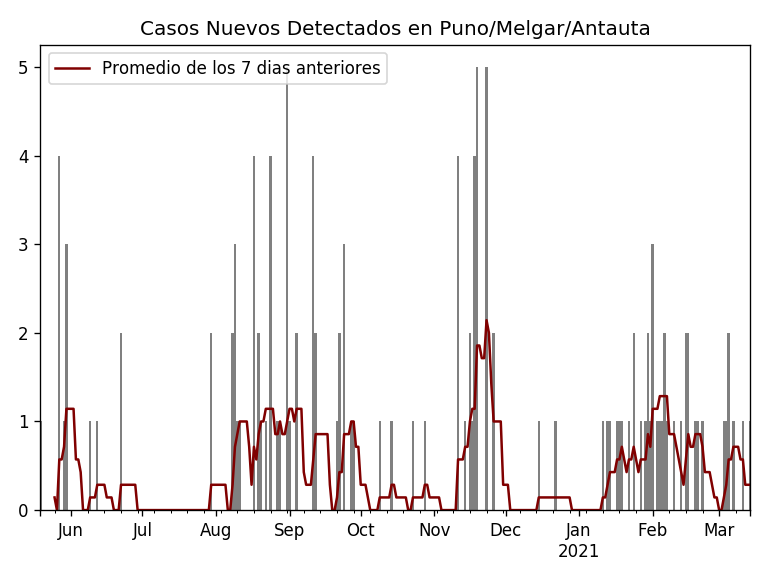 Casos Nuevos Detectados en Puno/Melgar/Antauta
Promedio de los 7 dias anteriores
5
4
3
2
1
0
Jun Jul Aug Sep Oct Nov Dec Jan Feb Mar
2021